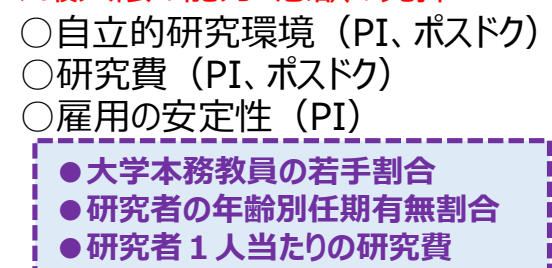 ○自立的研究環境(PI、ポスドク)
○研究費(PI、ポスドク)
○雇用の安定性(PI)
●大学本務教員の若手割合
●研究者の年齢別任期有無割合
●研究者1人当たりの研究費